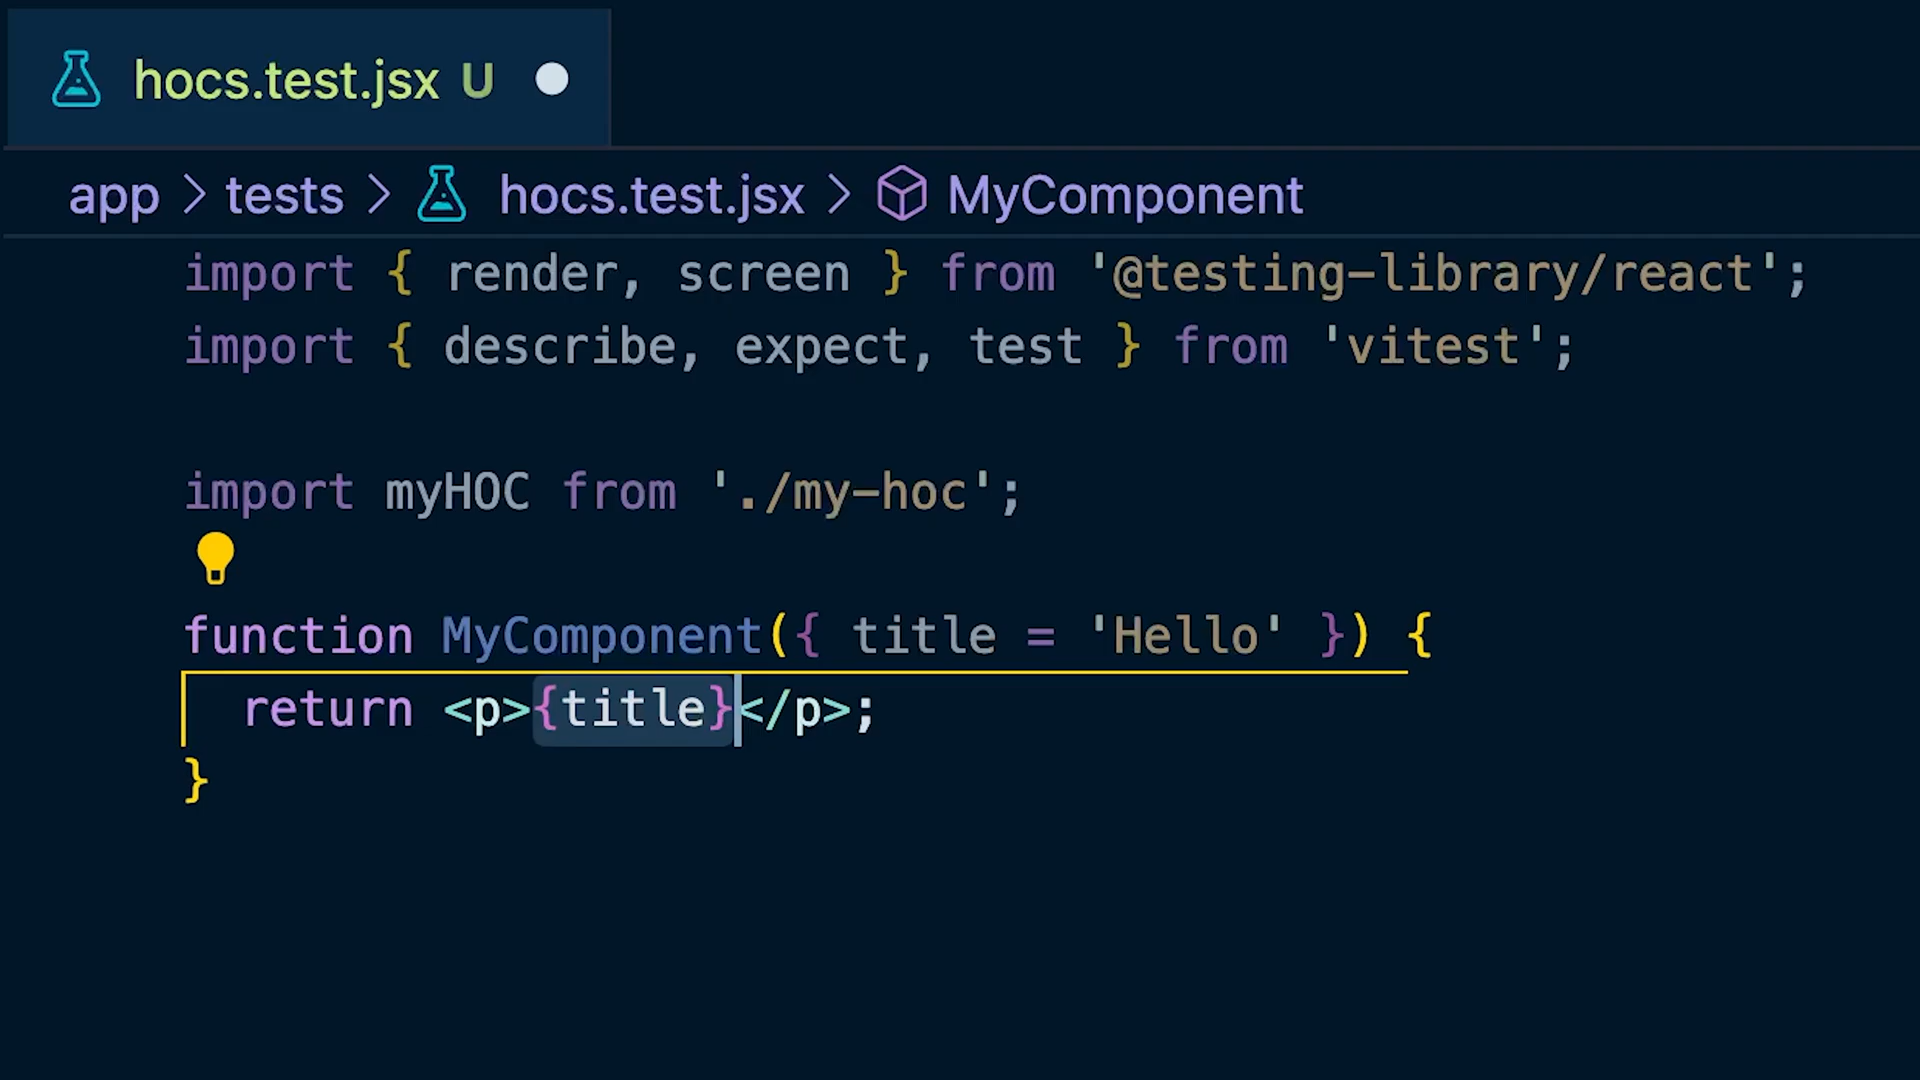 hocs.test.jsx U
app > tests > hocs.test.jsx > MyComponent
import { render, screen } from '@testing-library/react';
import { describe, expect, test } from 'vitest';
import myHOC from './my-hoc';
function MyComponent({ title = 'Hello' }) {
return <p>{title}</p>;
}